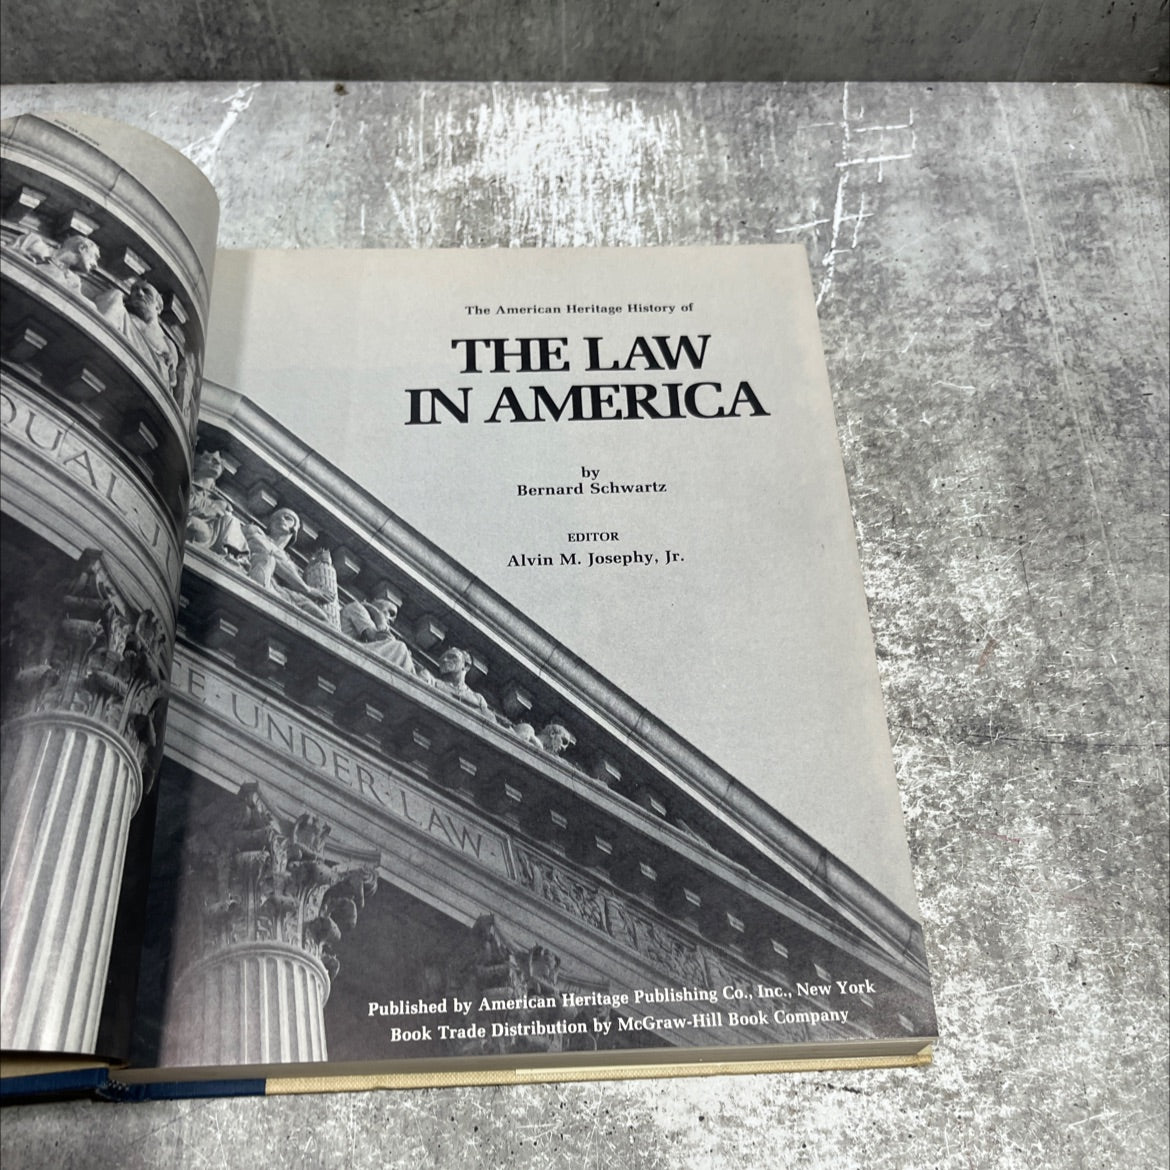 QUAL · J
The American Heritage History of
THE LAW
IN AMERICA
by
Bernard Schwartz
EDITOR
Alvin M. Josephy, Jr.
E · UNDER · LAW ·
Published by American Heritage Publishing Co., Inc., New York
Book Trade Distribution by McGraw-Hill Book Company